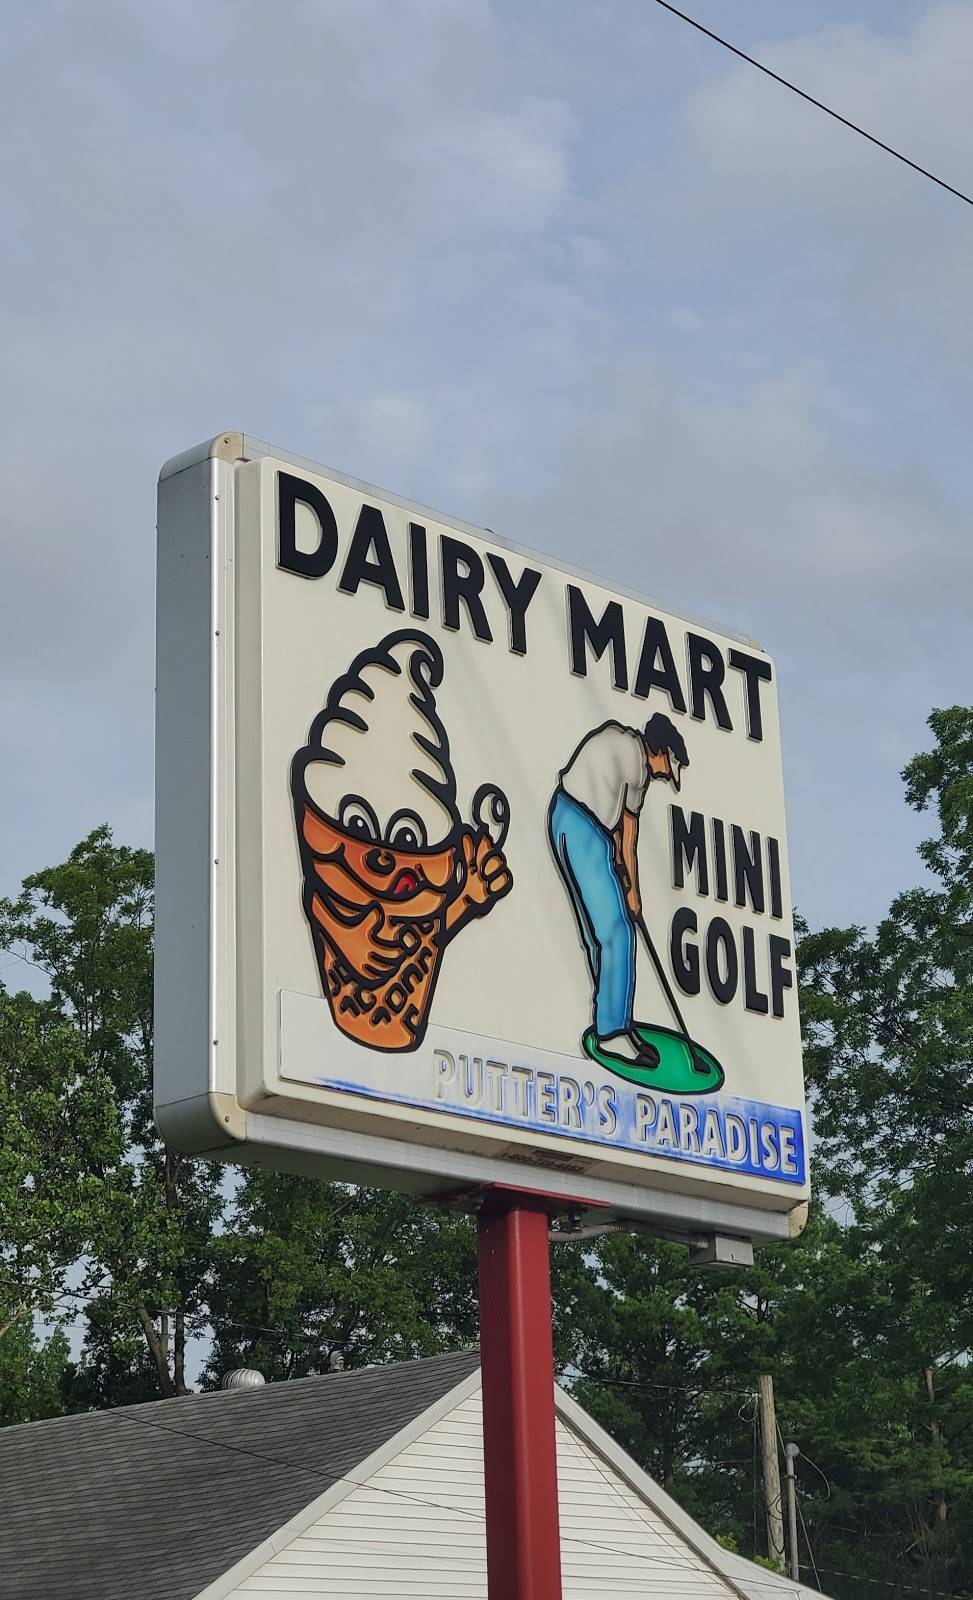 DAIRY MART
MINI
GOLF
PUTTER'S PARADISE